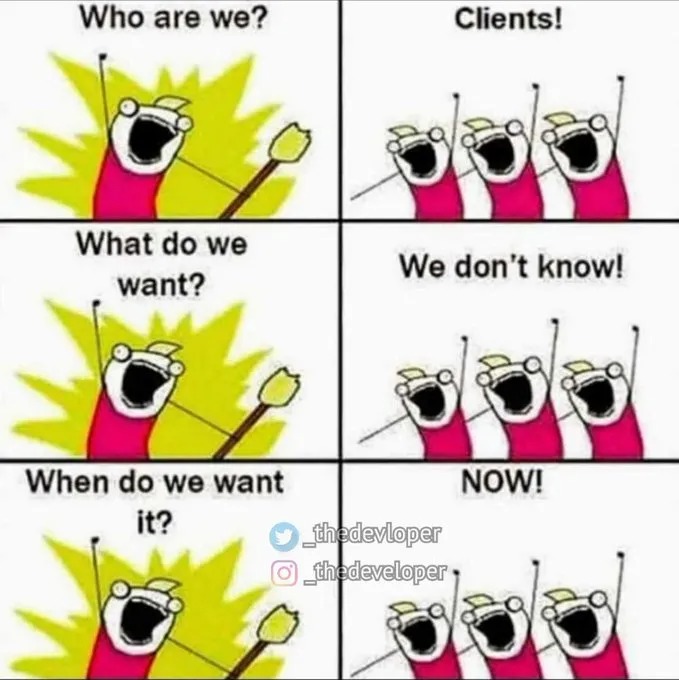 Who are we?
Clients!
What do we
want?
We don't know!
When do we want
it?
NOW!
_thedevloper
_thedeveloper